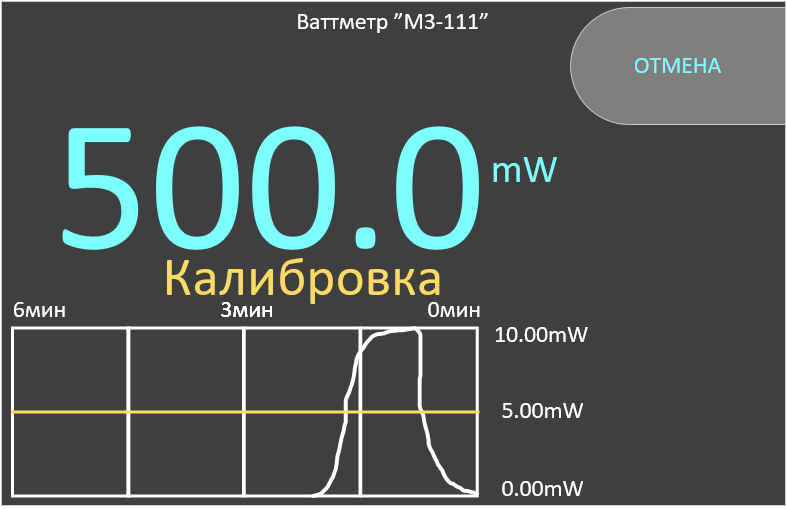 Ваттметр ”М3-111”
ОТМЕНА
500.0 mW
Калибровка
6мин 3мин 0мин
10.00mW
5.00mW
0.00mW